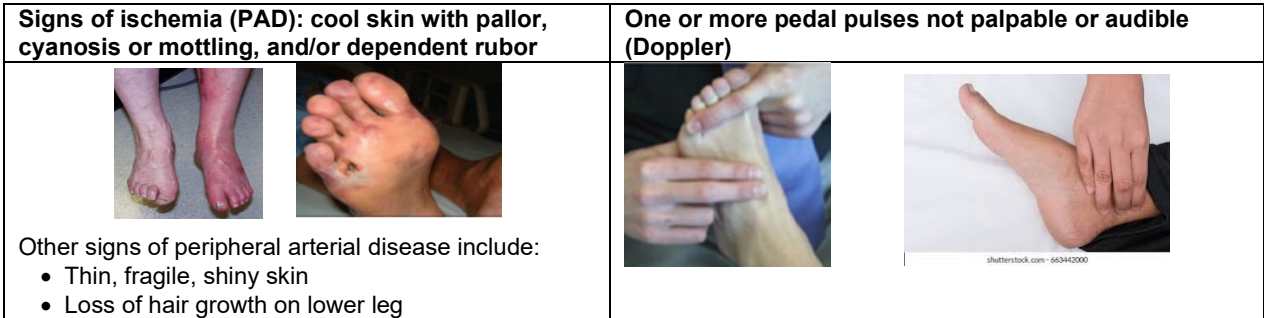 Signs of ischemia (PAD): cool skin with pallor,
cyanosis or mottling, and/or dependent rubor
One or more pedal pulses not palpable or audible
(Doppler)
shutterstock.com · 663442000
Other signs of peripheral arterial disease include:
• Thin, fragile, shiny skin
• Loss of hair growth on lower leg